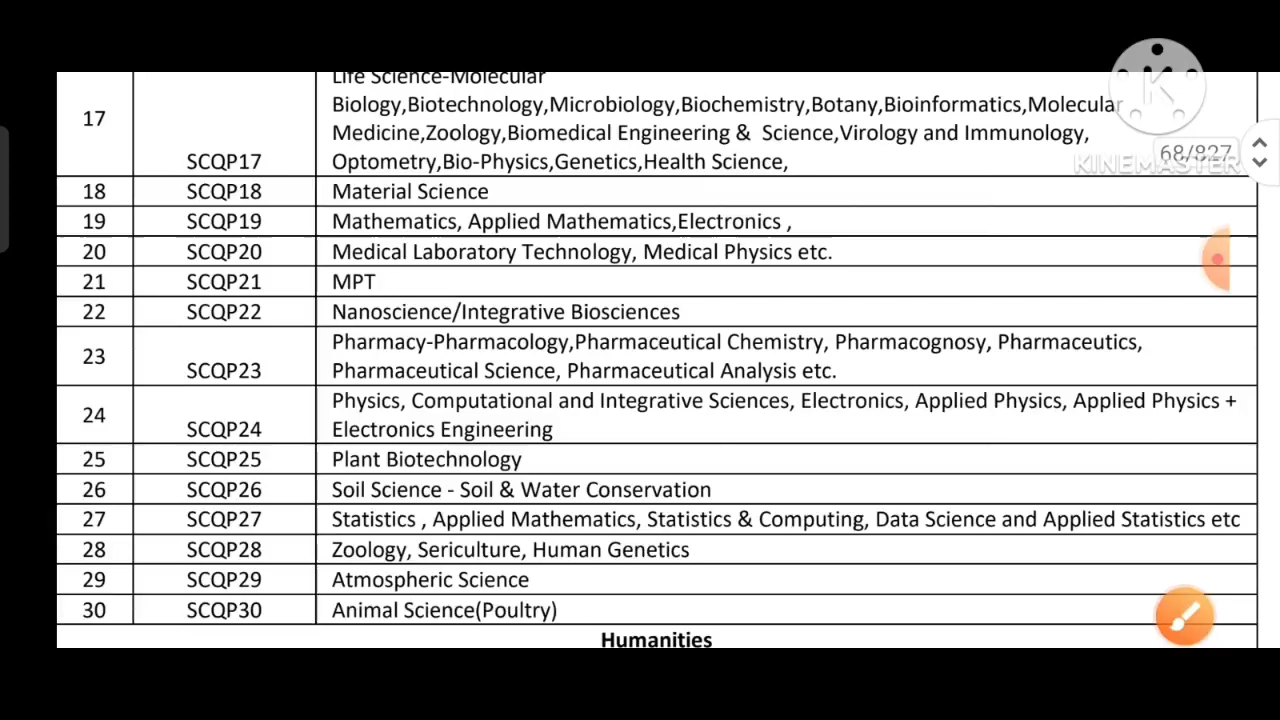 Life Science-Molecular
17 SCQP17 Biology,Biotechnology,Microbiology,Biochemistry,Botany,Bioinformatics,Molecular
Medicine,Zoology,Biomedical Engineering & Science,Virology and Immunology,
Optometry,Bio-Physics,Genetics,Health Science,
68/827
KINEMASTER
18 SCQP18 Material Science
19 SCQP19 Mathematics, Applied Mathematics,Electronics ,
20 SCQP20 Medical Laboratory Technology, Medical Physics etc.
21 SCQP21 MPT
22 SCQP22 Nanoscience/Integrative Biosciences
23 SCQP23 Pharmacy-Pharmacology,Pharmaceutical Chemistry, Pharmacognosy, Pharmaceutics,
Pharmaceutical Science, Pharmaceutical Analysis etc.
24 SCQP24 Physics, Computational and Integrative Sciences, Electronics, Applied Physics, Applied Physics +
Electronics Engineering
25 SCQP25 Plant Biotechnology
26 SCQP26 Soil Science - Soil & Water Conservation
27 SCQP27 Statistics , Applied Mathematics, Statistics & Computing, Data Science and Applied Statistics etc
28 SCQP28 Zoology, Sericulture, Human Genetics
29 SCQP29 Atmospheric Science
30 SCQP30 Animal Science(Poultry)
Humanities